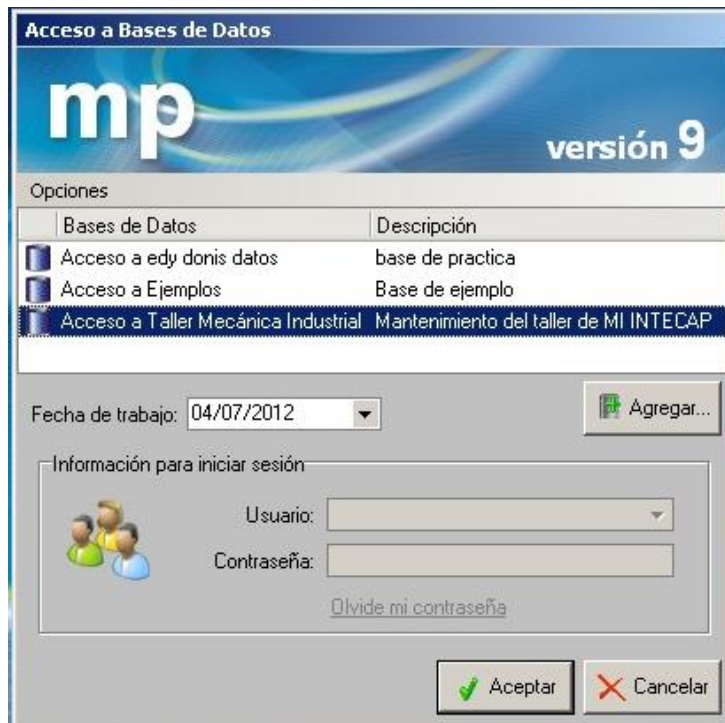 Acceso a Bases de Datos
mp
versión 9
Opciones
Bases de Datos Descripción
Acceso a edy donis datos base de practica
Acceso a Ejemplos Base de ejemplo
Acceso a Taller Mecánica Industrial Mantenimiento del taller de MI INTECAP
Fecha de trabajo: 04/07/2012 Agregar...
Información para iniciar sesión
Usuario:
Contraseña:
Olvide mi contraseña
Aceptar Cancelar